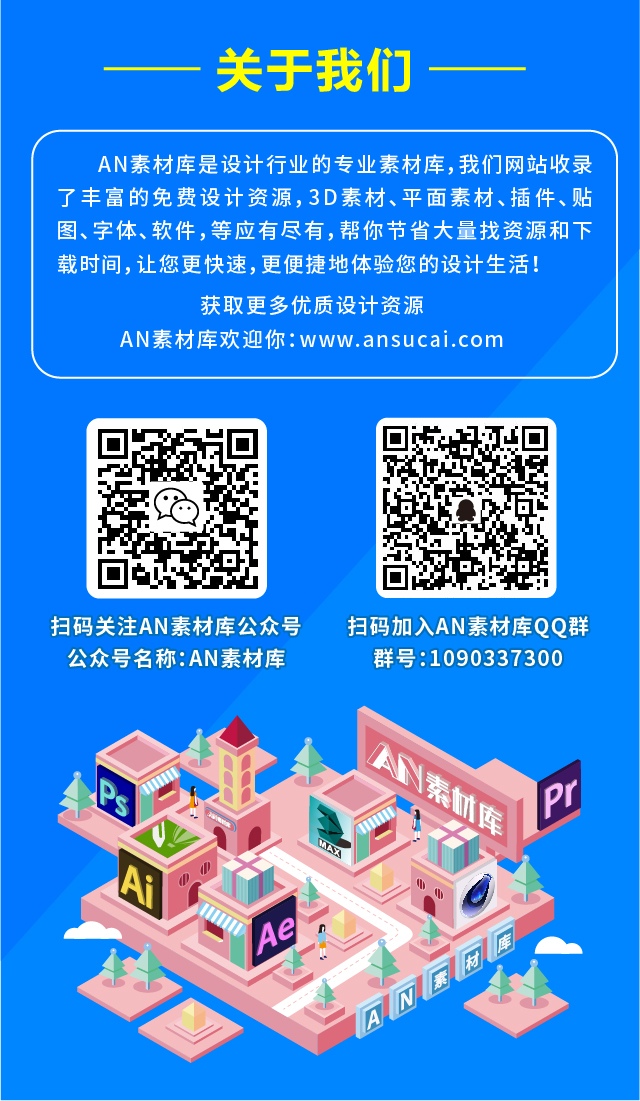 关于我们
AN素材库是设计行业的专业素材库，我们网站收录
了丰富的免费设计资源，3D素材、平面素材、插件、贴
图、字体、软件，等应有尽有，帮你节省大量找资源和下
载时间，让您更快速，更便捷地体验您的设计生活！
获取更多优质设计资源
AN素材库欢迎你：www.ansucai.com
扫码关注AN素材库公众号
公众号名称：AN素材库
扫码加入AN素材库QQ群
群号：1090337300
AN素材库
Ps
Pr
MAX
Ai
Ae
AN素材库